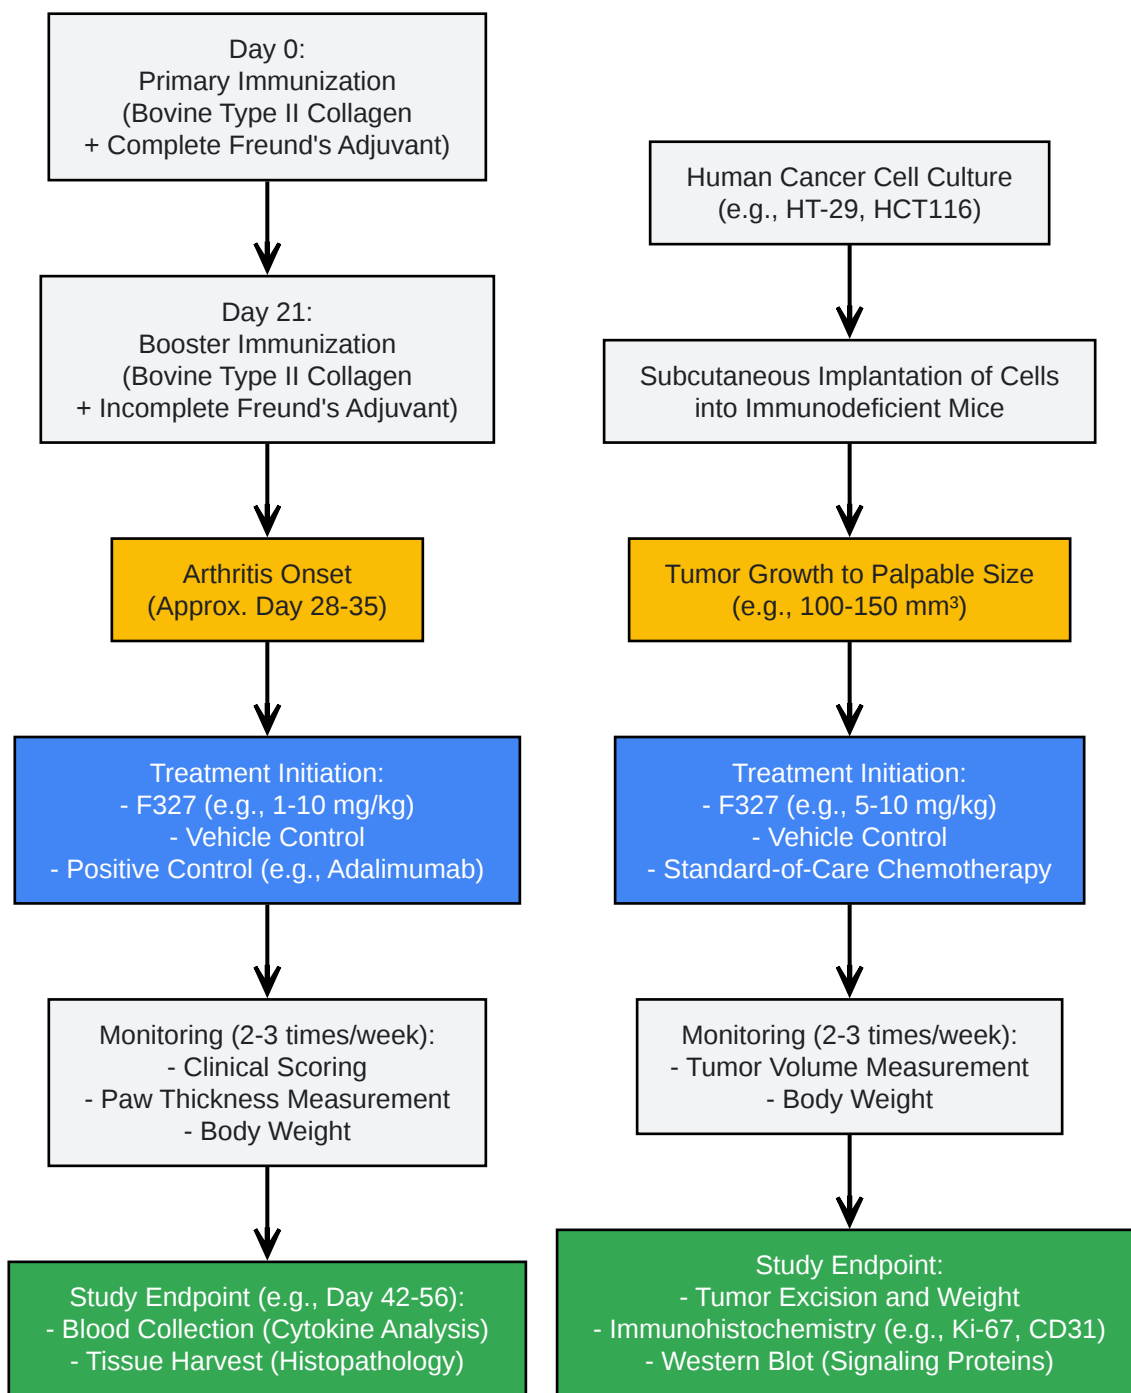 Day 0:
Primary Immunization
(Bovine Type II Collagen
+ Complete Freund's Adjuvant)
Day 21:
Booster Immunization
(Bovine Type II Collagen
+ Incomplete Freund's Adjuvant)
Arthritis Onset
(Approx. Day 28-35)
Treatment Initiation:
- F327 (e.g., 1-10 mg/kg)
- Vehicle Control
- Positive Control (e.g., Adalimumab)
Monitoring (2-3 times/week):
- Clinical Scoring
- Paw Thickness Measurement
- Body Weight
Study Endpoint (e.g., Day 42-56):
- Blood Collection (Cytokine Analysis)
- Tissue Harvest (Histopathology)
Human Cancer Cell Culture
(e.g., HT-29, HCT116)
Subcutaneous Implantation of Cells
into Immunodeficient Mice
Tumor Growth to Palpable Size
(e.g., 100-150 mm³)
Treatment Initiation:
- F327 (e.g., 5-10 mg/kg)
- Vehicle Control
- Standard-of-Care Chemotherapy
Monitoring (2-3 times/week):
- Tumor Volume Measurement
- Body Weight
Study Endpoint:
- Tumor Excision and Weight
- Immunohistochemistry (e.g., Ki-67, CD31)
- Western Blot (Signaling Proteins)